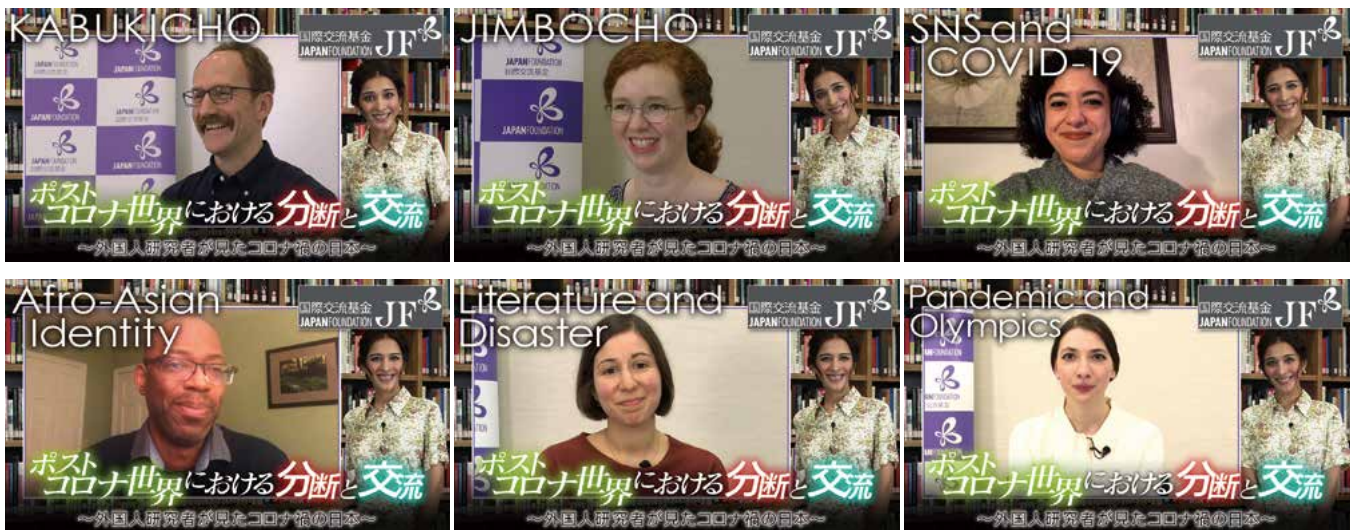 KABUKICHO
国際交流基金
JAPANFOUNDATION JF
JAPANFOUNDATION
JAPANFOUNDATION
ポスト
コロナ世界における分断と交流
～外国人研究者が見たコロナ禍の日本～
JIMBOCHO
国際交流基金
JAPANFOUNDATION JF
JAPANFOUNDATION
ポスト
コロナ世界における分断と交流
～外国人研究者が見たコロナ禍の日本～
SNS and
COVID-19
国際交流基金
JAPANFOUNDATION JF
ポスト
コロナ世界における分断と交流
～外国人研究者が見たコロナ禍の日本～
Afro-Asian
Identity
国際交流基金
JAPANFOUNDATION JF
ポスト
コロナ世界における分断と交流
～外国人研究者が見たコロナ禍の日本～
Literature and
Disaster
国際交流基金
JAPANFOUNDATION JF
ポスト
コロナ世界における分断と交流
～外国人研究者が見たコロナ禍の日本～
Pandemic and
Olympics
国際交流基金
JAPANFOUNDATION JF
ポスト
コロナ世界における分断と交流
～外国人研究者が見たコロナ禍の日本～